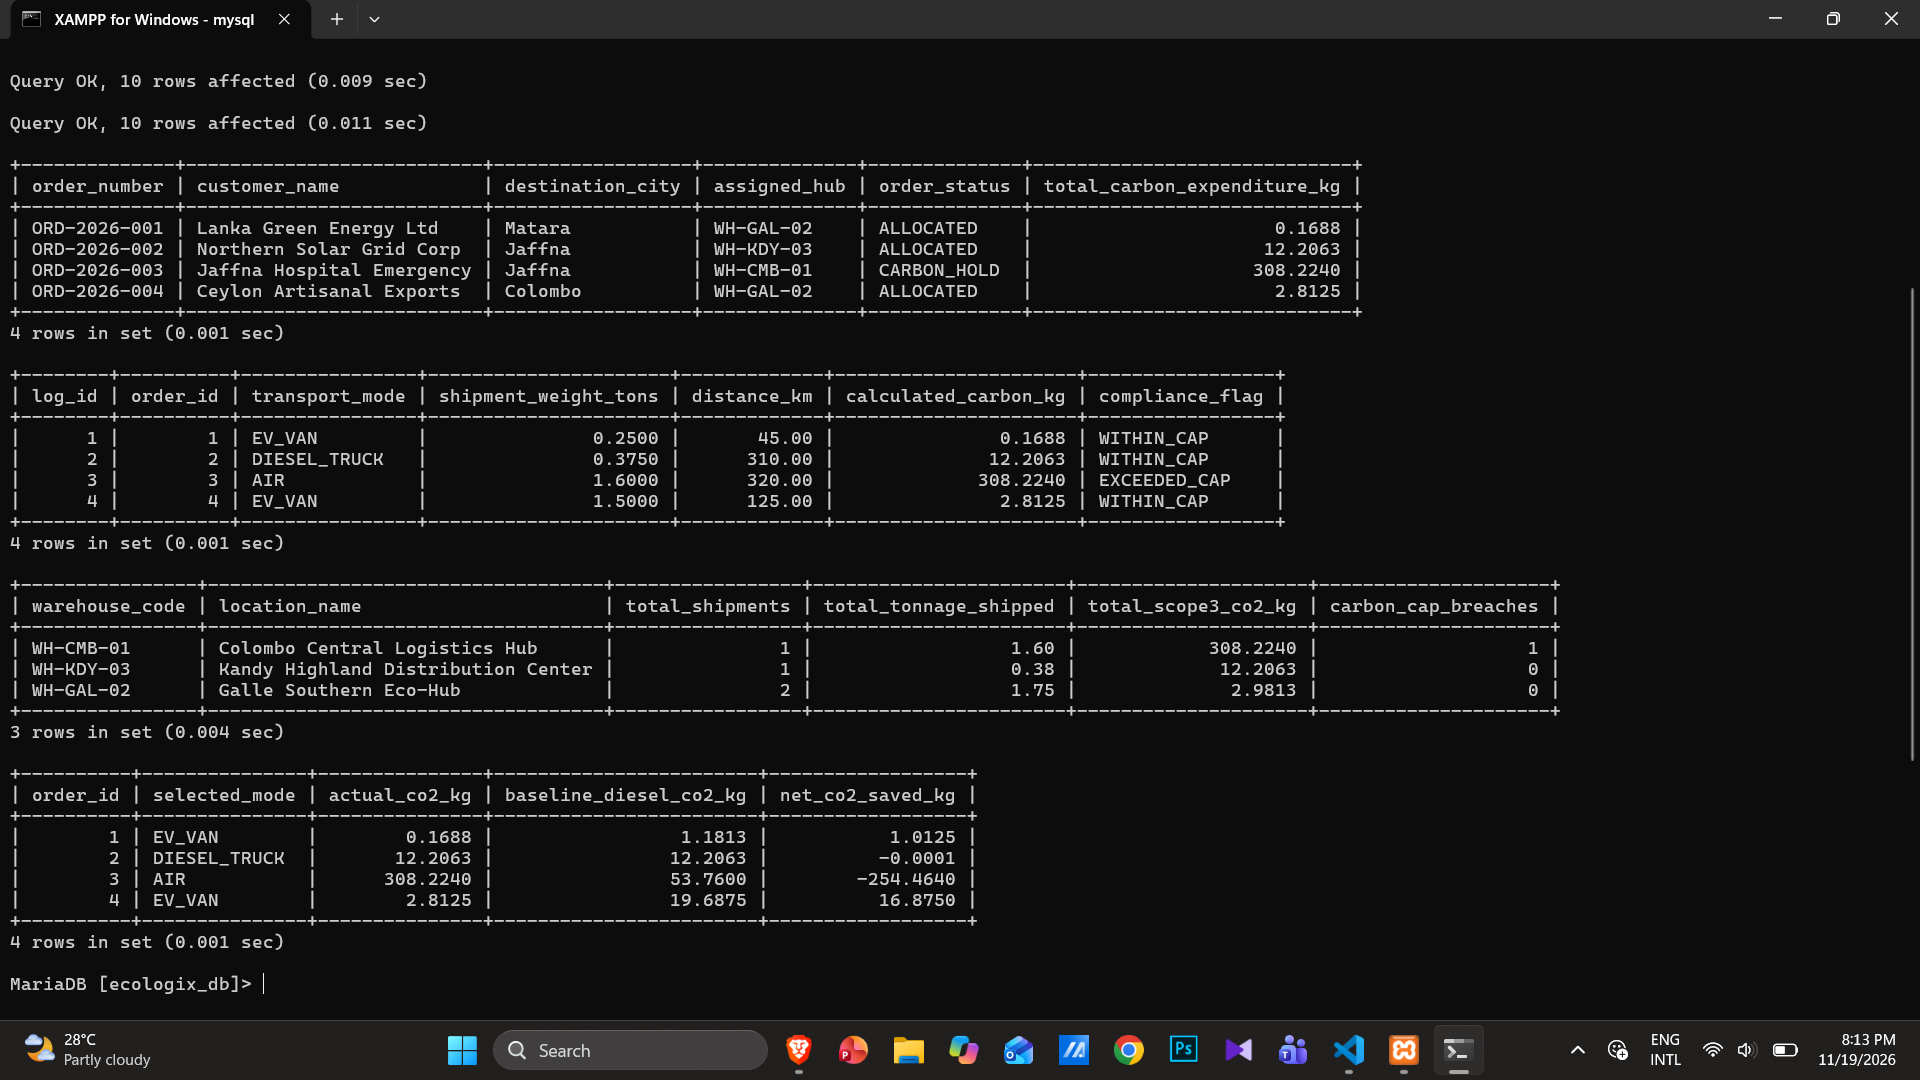 XAMPP for Windows - mysql
Query OK, 10 rows affected (0.009 sec)
Query OK, 10 rows affected (0.011 sec)
+--------------+---------------------------+------------------+--------------+--------------+-----------------------------+
| order_number | customer_name             | destination_city | assigned_hub | order_status | total_carbon_expenditure_kg |
+--------------+---------------------------+------------------+--------------+--------------+-----------------------------+
| ORD-2026-001 | Lanka Green Energy Ltd    | Matara           | WH-GAL-02    | ALLOCATED    |                      0.1688 |
| ORD-2026-002 | Northern Solar Grid Corp  | Jaffna           | WH-KDY-03    | ALLOCATED    |                     12.2063 |
| ORD-2026-003 | Jaffna Hospital Emergency | Jaffna           | WH-CMB-01    | CARBON_HOLD  |                    308.2240 |
| ORD-2026-004 | Ceylon Artisanal Exports  | Colombo          | WH-GAL-02    | ALLOCATED    |                      2.8125 |
+--------------+---------------------------+------------------+--------------+--------------+-----------------------------+
4 rows in set (0.001 sec)
+--------+----------+----------------+----------------------+-------------+----------------------+-----------------+
| log_id | order_id | transport_mode | shipment_weight_tons | distance_km | calculated_carbon_kg | compliance_flag |
+--------+----------+----------------+----------------------+-------------+----------------------+-----------------+
|      1 |        1 | EV_VAN         |               0.2500 |       45.00 |               0.1688 | WITHIN_CAP      |
|      2 |        2 | DIESEL_TRUCK   |               0.3750 |      310.00 |              12.2063 | WITHIN_CAP      |
|      3 |        3 | AIR            |               1.6000 |      320.00 |             308.2240 | EXCEEDED_CAP    |
|      4 |        4 | EV_VAN         |               1.5000 |      125.00 |               2.8125 | WITHIN_CAP      |
+--------+----------+----------------+----------------------+-------------+----------------------+-----------------+
4 rows in set (0.001 sec)
+----------------+------------------------------------+-----------------+-----------------------+---------------------+---------------------+
| warehouse_code | location_name                      | total_shipments | total_tonnage_shipped | total_scope3_co2_kg | carbon_cap_breaches |
+----------------+------------------------------------+-----------------+-----------------------+---------------------+---------------------+
| WH-CMB-01      | Colombo Central Logistics Hub      |               1 |                  1.60 |            308.2240 |                   1 |
| WH-KDY-03      | Kandy Highland Distribution Center |               1 |                  0.38 |             12.2063 |                   0 |
| WH-GAL-02      | Galle Southern Eco-Hub             |               2 |                  1.75 |              2.9813 |                   0 |
+----------------+------------------------------------+-----------------+-----------------------+---------------------+---------------------+
3 rows in set (0.004 sec)
+----------+---------------+---------------+------------------------+------------------+
| order_id | selected_mode | actual_co2_kg | baseline_diesel_co2_kg | net_co2_saved_kg |
+----------+---------------+---------------+------------------------+------------------+
|        1 | EV_VAN        |        0.1688 |                 1.1813 |           1.0125 |
|        2 | DIESEL_TRUCK  |       12.2063 |                12.2063 |          -0.0001 |
|        3 | AIR           |      308.2240 |                53.7600 |        -254.4640 |
|        4 | EV_VAN        |        2.8125 |                19.6875 |          16.8750 |
+----------+---------------+---------------+------------------------+------------------+
4 rows in set (0.001 sec)
MariaDB [ecologix_db]>
28°C
Partly cloudy
Search
ENG
INTL
8:13 PM
11/19/2026